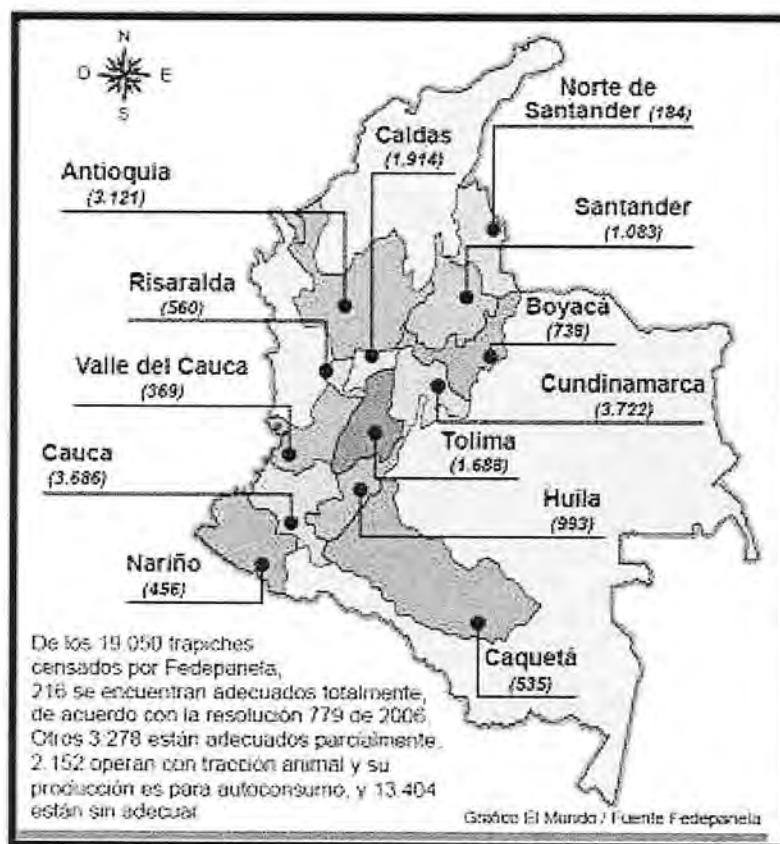 N
O E
S
Norte de
Santander (184)
Caldas
(1.914)
Antioquia
(3.121)
Santander
(1.083)
Risaralda
(560)
Boyacá
(738)
Valle del Cauca
(369)
Cundinamarca
(3.722)
Cauca
(3.686)
Tolima
(1.688)
Huila
(993)
Nariño
(456)
Caquetá
(535)
De los 19.050 trapiches
censados por Fedepanela,
216 se encuentran adecuados totalmente,
de acuerdo con la resolución 779 de 2006.
Otros 3.278 están adecuados parcialmente.
2.152 operan con tracción animal y su
producción es para autoconsumo, y 13.404
están sin adecuar
Gráfico El Mundo / Fuente Fedepanela